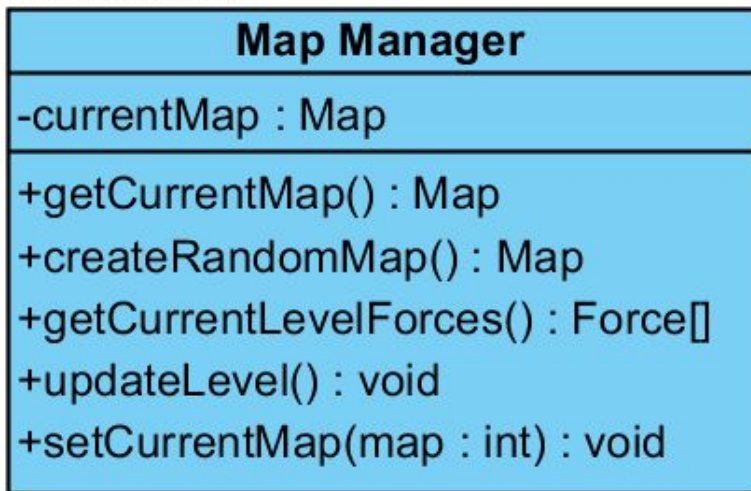 Map Manager
-currentMap : Map
+getCurrentMap() : Map
+createRandomMap() : Map
+getCurrentLevelForces() : Force[]
+updateLevel() : void
+setCurrentMap(map : int) : void